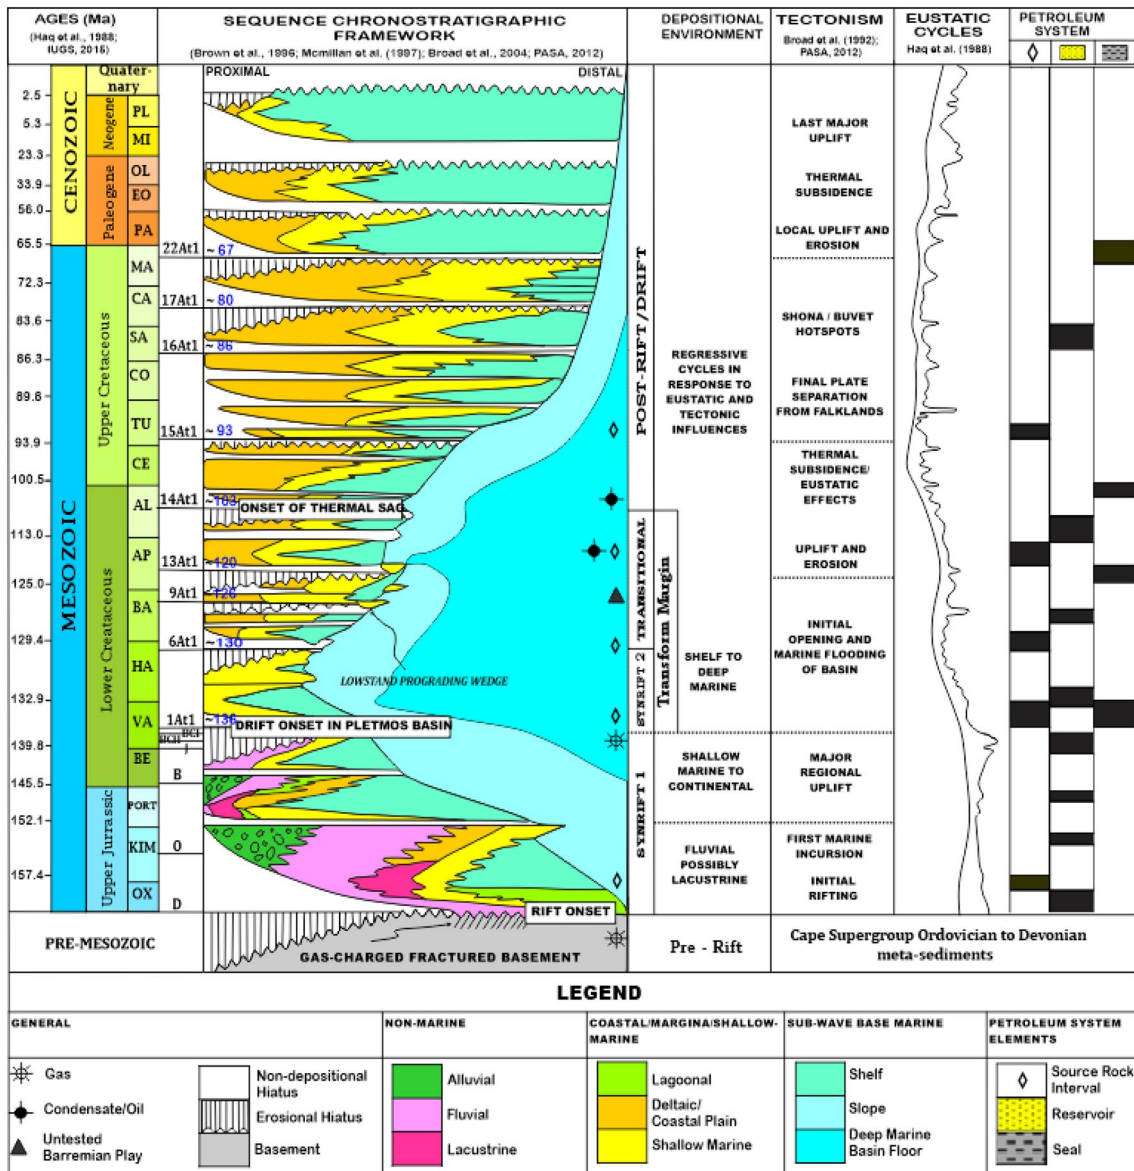 AGES (Ma)
(Haq et al., 1988;
IUGS, 2015)
SEQUENCE CHRONOSTRATIGRAPHIC
FRAMEWORK
(Brown et al., 1996; Mcmillan et al. (1997); Broad et al., 2004; PASA, 2012)
DEPOSITIONAL
ENVIRONMENT
TECTONISM
Broad et al. (1992);
PASA, 2012)
EUSTATIC
CYCLES
Haq et al. (1988)
PETROLEUM
SYSTEM
PROXIMAL
DISTAL
2.5
5.3
23.3
33.9
56.0
65.5
72.3
83.6
86.3
89.8
93.9
100.5
113.0
125.0
129.4
132.9
139.8
145.5
152.1
157.4
CENOZOIC
MESOZOIC
Quater-
nary
Neogene
Paleogene
Upper Cretaceous
Lower Creataceous
Upper Jurrassic
PL
MI
OL
EO
PA
MA
CA
SA
CO
TU
CE
AL
AP
BA
HA
VA
BE
PORT
KIM
OX
22At1 ~67
17At1 ~80
16At1 ~86
15At1 ~93
14At1 ~103
13At1 ~120
9At1 ~126
6At1 ~130
1At1 ~136
B
O
D
ONSET OF THERMAL SAG
LOWSTAND PROGRADING WEDGE
DRIFT ONSET IN PLETMOS BASIN
RIFT ONSET
GAS-CHARGED FRACTURED BASEMENT
POST-RIFT/DRIFT
TRANSITIONAL
SYNRIFT 2
SYNRIFT 1
Transform Margin
REGRESSIVE
CYCLES IN
RESPONSE TO
EUSTATIC AND
TECTONIC
INFLUENCES
SHELF TO
DEEP
MARINE
SHALLOW
MARINE TO
CONTINENTAL
FLUVIAL
POSSIBLY
LACUSTRINE
LAST MAJOR
UPLIFT
THERMAL
SUBSIDENCE
LOCAL UPLIFT AND
EROSION
SHONA / BUVET
HOTSPOTS
FINAL PLATE
SEPARATION
FROM FALKLANDS
THERMAL
SUBSIDENCE/
EUSTATIC
EFFECTS
UPLIFT AND
EROSION
INITIAL
OPENING AND
MARINE FLOODING
OF BASIN
MAJOR
REGIONAL
UPLIFT
FIRST MARINE
INCURSION
INITIAL
RIFTING
PRE-MESOZOIC
Pre - Rift
Cape Supergroup Ordovician to Devonian
meta-sediments
LEGEND
GENERAL
NON-MARINE
COASTAL/MARGINA/SHALLOW-
MARINE
SUB-WAVE BASE MARINE
PETROLEUM SYSTEM
ELEMENTS
Gas
Condensate/Oil
Untested
Barremian Play
Non-depositional
Hiatus
Erosional Hiatus
Basement
Alluvial
Fluvial
Lacustrine
Lagoonal
Deltaic/
Coastal Plain
Shallow Marine
Shelf
Slope
Deep Marine
Basin Floor
Source Rock
Interval
Reservoir
Seal